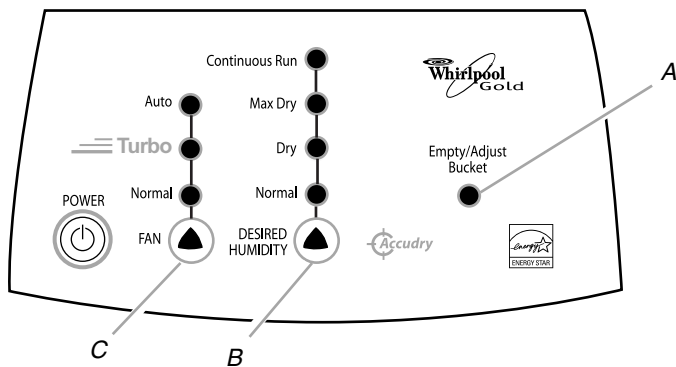 Continuous Run
Whirlpool
Gold
A
Auto
Max Dry
Turbo
Dry
Empty/Adjust
Bucket
POWER
Normal
Normal
FAN
DESIRED
HUMIDITY
Accudry
energy
ENERGY STAR
C
B